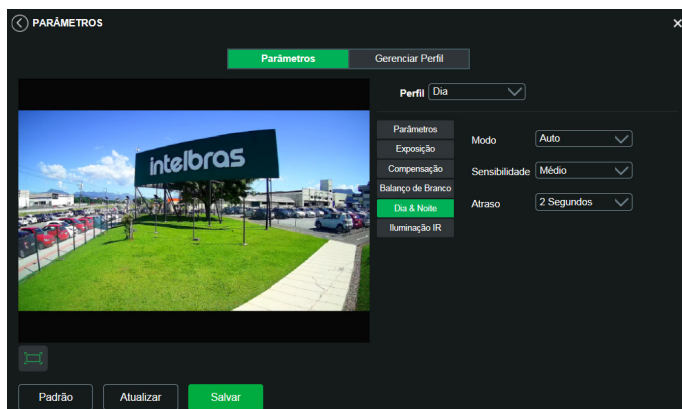 PARÂMETROS
×
Parâmetros
Gerenciar Perfil
Perfil Dia
intelbras
Parâmetros
Exposição
Compensação
Balanço de Branco
Dia & Noite
Iluminação IR
Modo Auto
Sensibilidade Médio
Atraso 2 Segundos
Padrão
Atualizar
Salvar